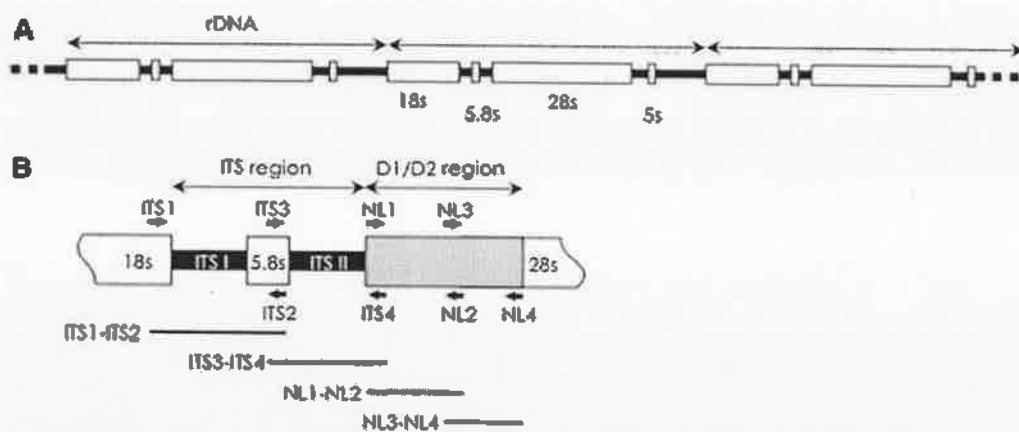 A
rDNA
18s 5.8s 28s 5s
B
ITS region D1/D2 region
ITS1 ITS3 NL1 NL3
18s ITS I 5.8s ITS II 28s
ITS2 ITS4 NL2 NL4
ITS1-ITS2
ITS3-ITS4
NL1-NL2
NL3-NL4